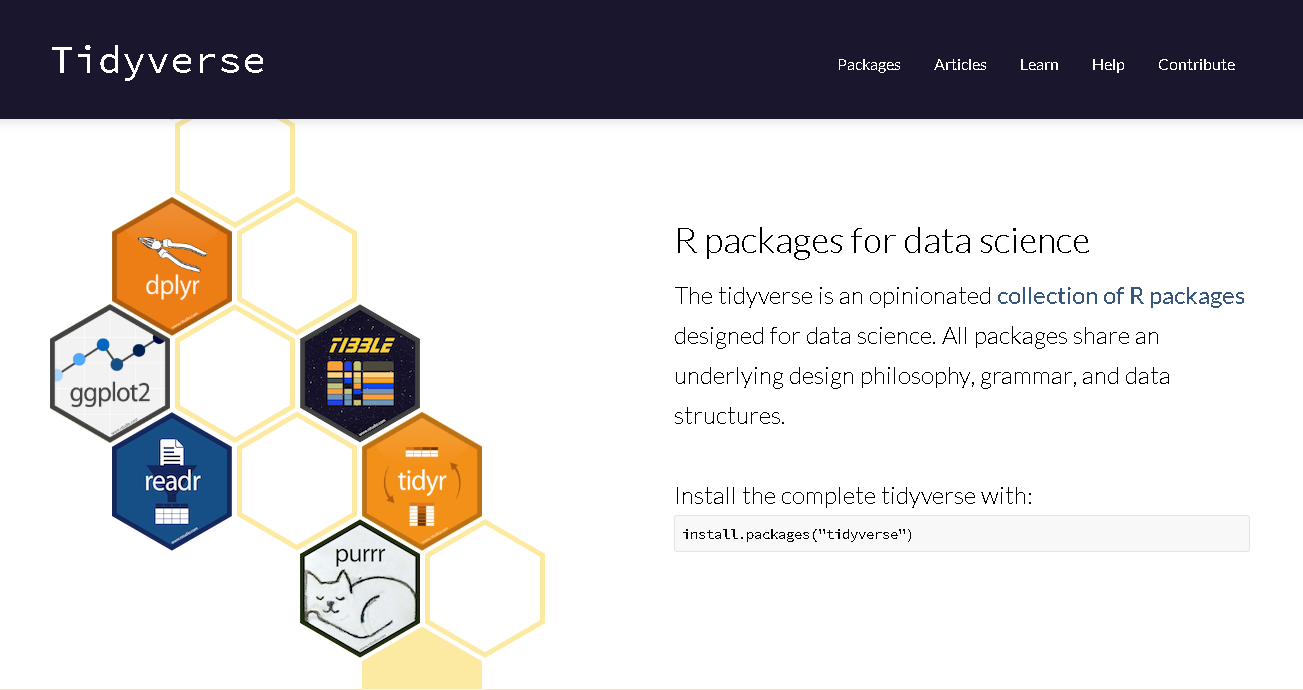 Tidyverse
Packages Articles Learn Help Contribute
dplyr
ggplot2
TIBBLE
readr
tidyr
purrr
R packages for data science
The tidyverse is an opinionated collection of R packages
designed for data science. All packages share an
underlying design philosophy, grammar, and data
structures.
Install the complete tidyverse with:
install.packages("tidyverse")